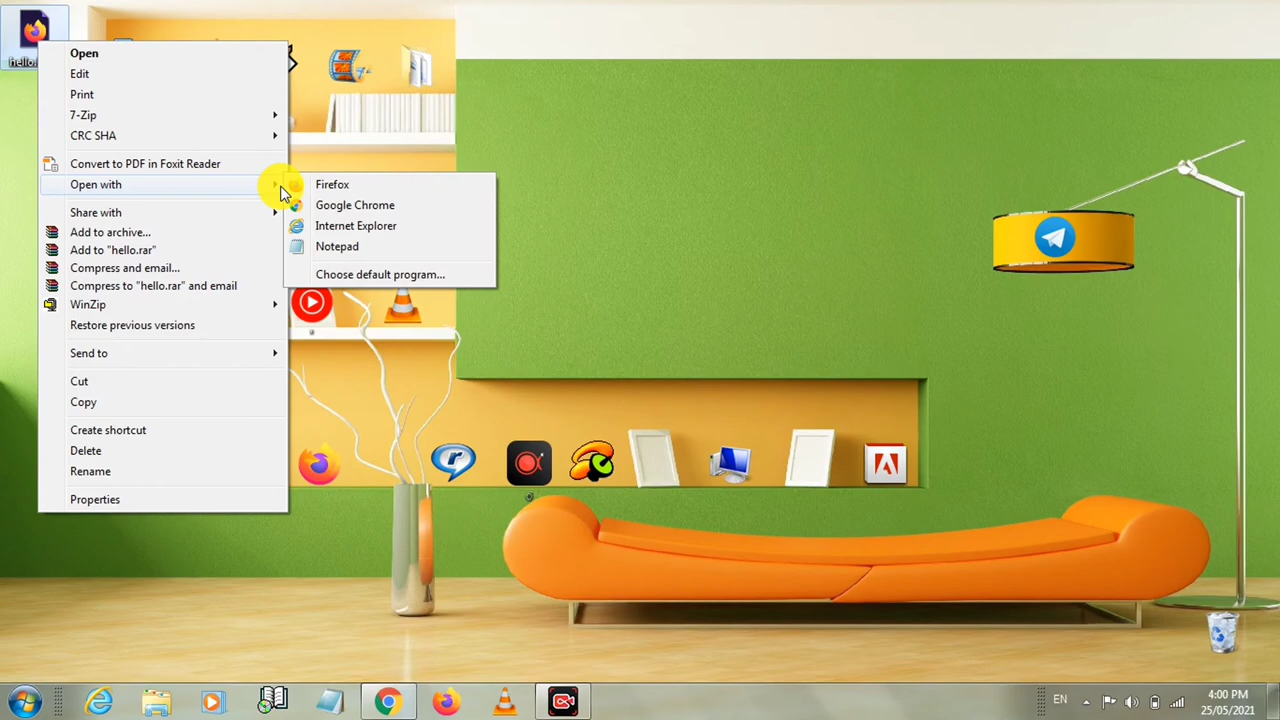 hello.
Open
Edit
Print
7-Zip
CRC SHA
Convert to PDF in Foxit Reader
Open with
Share with
Add to archive...
Add to "hello.rar"
Compress and email...
Compress to "hello.rar" and email
WinZip
Restore previous versions
Send to
Cut
Copy
Create shortcut
Delete
Rename
Properties
Firefox
Google Chrome
Internet Explorer
Notepad
Choose default program...
EN
4:00 PM
25/05/2021